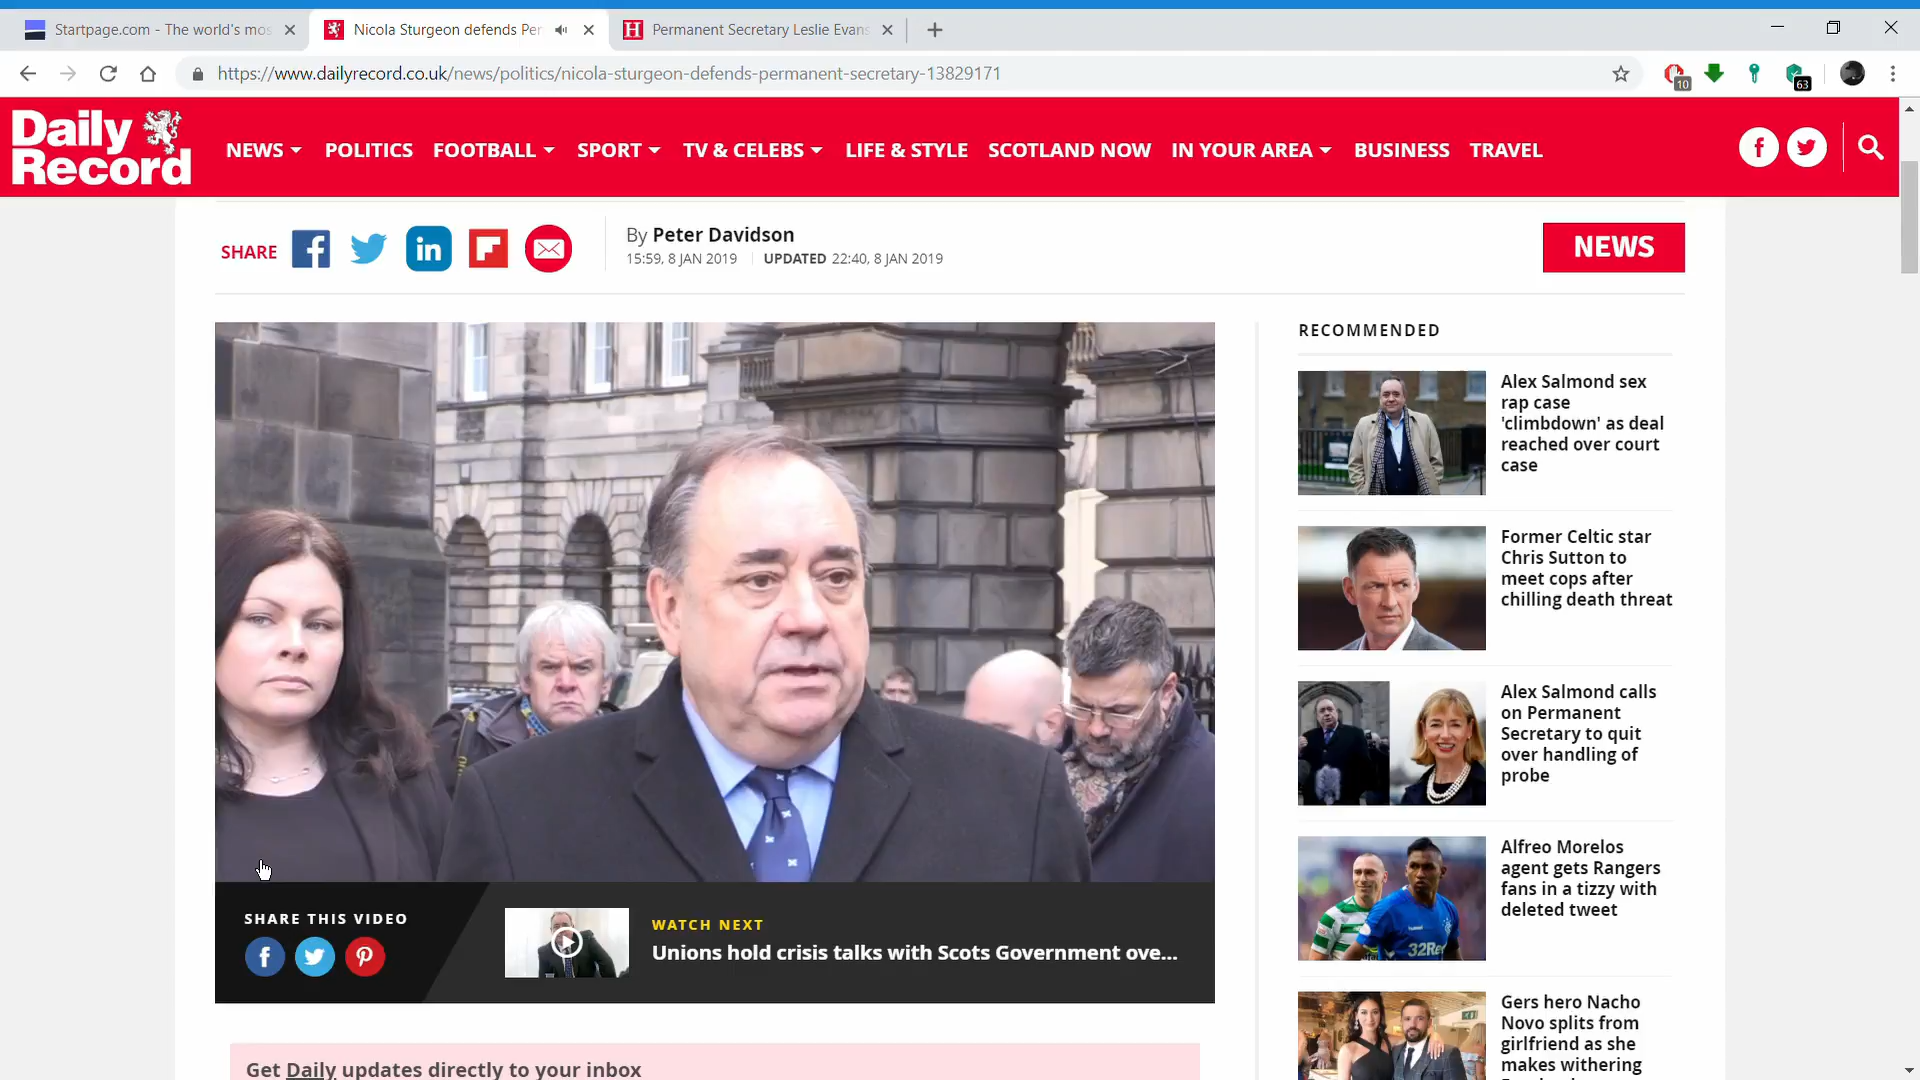 Startpage.com - The world's mos
Nicola Sturgeon defends Per
Permanent Secretary Leslie Evans
https://www.dailyrecord.co.uk/news/politics/nicola-sturgeon-defends-permanent-secretary-13829171
10
63
Daily
Record
NEWS
POLITICS
FOOTBALL
SPORT
TV & CELEBS
LIFE & STYLE
SCOTLAND NOW
IN YOUR AREA
BUSINESS
TRAVEL
SHARE
By Peter Davidson
15:59, 8 JAN 2019
UPDATED 22:40, 8 JAN 2019
NEWS
SHARE THIS VIDEO
WATCH NEXT
Unions hold crisis talks with Scots Government ove...
Get Daily updates directly to your inbox
RECOMMENDED
Alex Salmond sex
rap case
'climbdown' as deal
reached over court
case
Former Celtic star
Chris Sutton to
meet cops after
chilling death threat
Alex Salmond calls
on Permanent
Secretary to quit
over handling of
probe
Alfreo Morelos
agent gets Rangers
fans in a tizzy with
deleted tweet
32Re
Gers hero Nacho
Novo splits from
girlfriend as she
makes withering